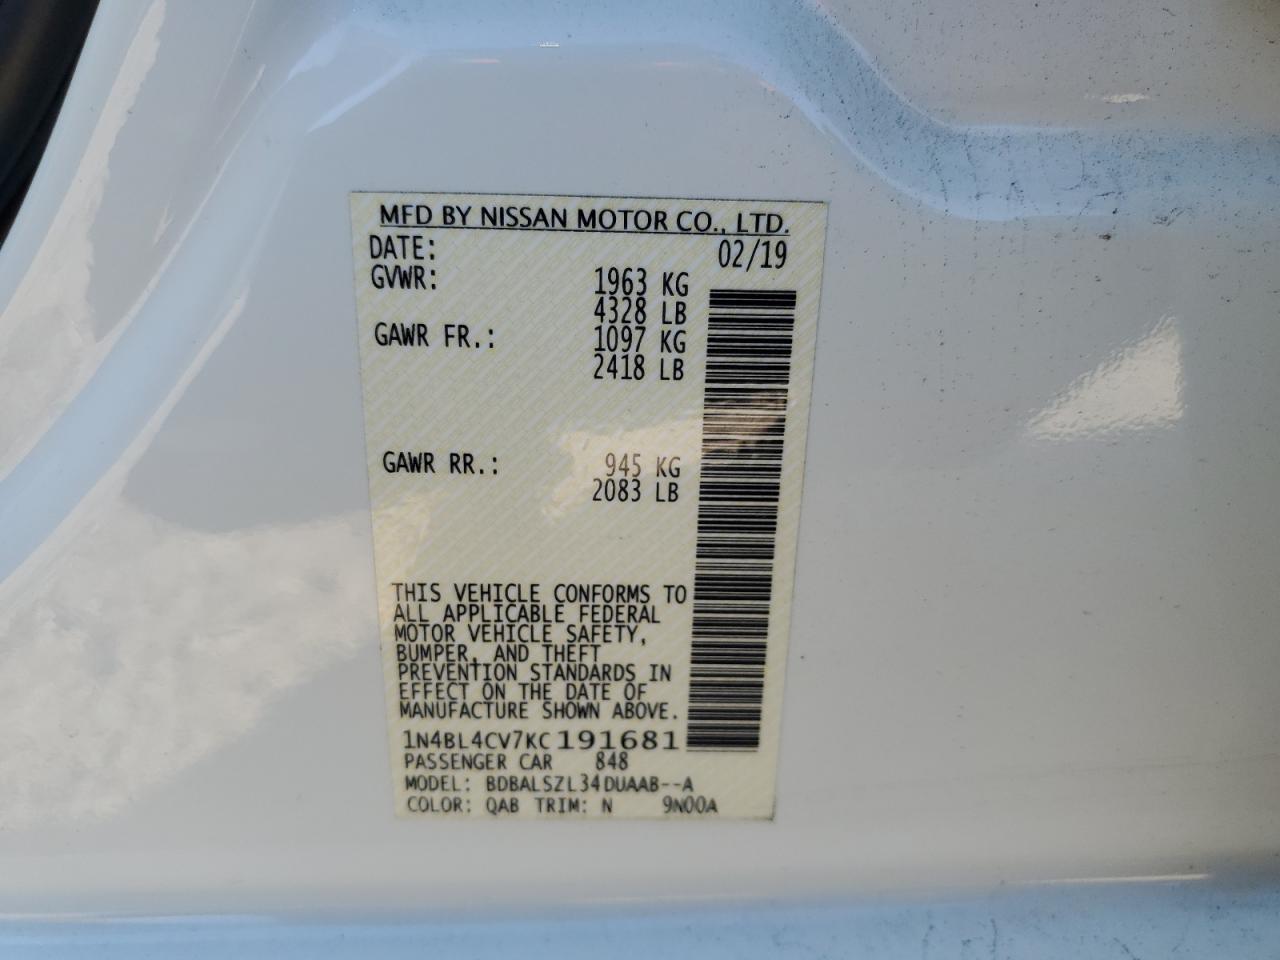 MFD BY NISSAN MOTOR CO., LTD.
DATE: 02/19
GVWR: 1963 KG
4328 LB
GAWR FR.: 1097 KG
2418 LB
GAWR RR.: 945 KG
2083 LB
THIS VEHICLE CONFORMS TO
ALL APPLICABLE FEDERAL
MOTOR VEHICLE SAFETY,
BUMPER, AND THEFT
PREVENTION STANDARDS IN
EFFECT ON THE DATE OF
MANUFACTURE SHOWN ABOVE.
1N4BL4CV7KC191681
PASSENGER CAR 848
MODEL: BDBALSZL34DUAAB--A
COLOR: QAB TRIM: N 9N00A